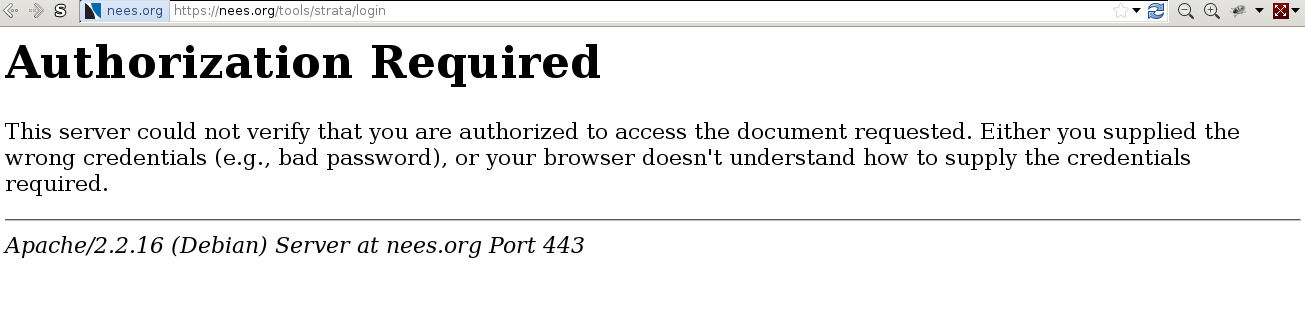 S nees.org https://nees.org/tools/strata/login
Authorization Required
This server could not verify that you are authorized to access the document requested. Either you supplied the
wrong credentials (e.g., bad password), or your browser doesn't understand how to supply the credentials
required.
Apache/2.2.16 (Debian) Server at nees.org Port 443